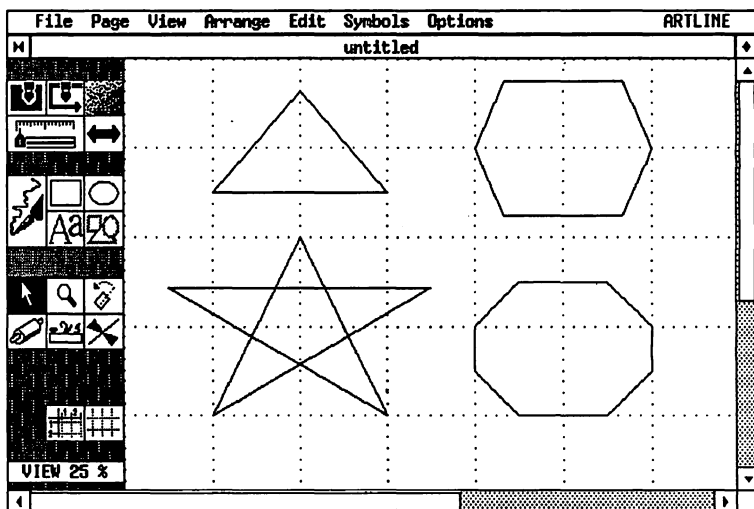 File Page View Arrange Edit Symbols Options ARTLINE
untitled
Aa
VIEW 25 %